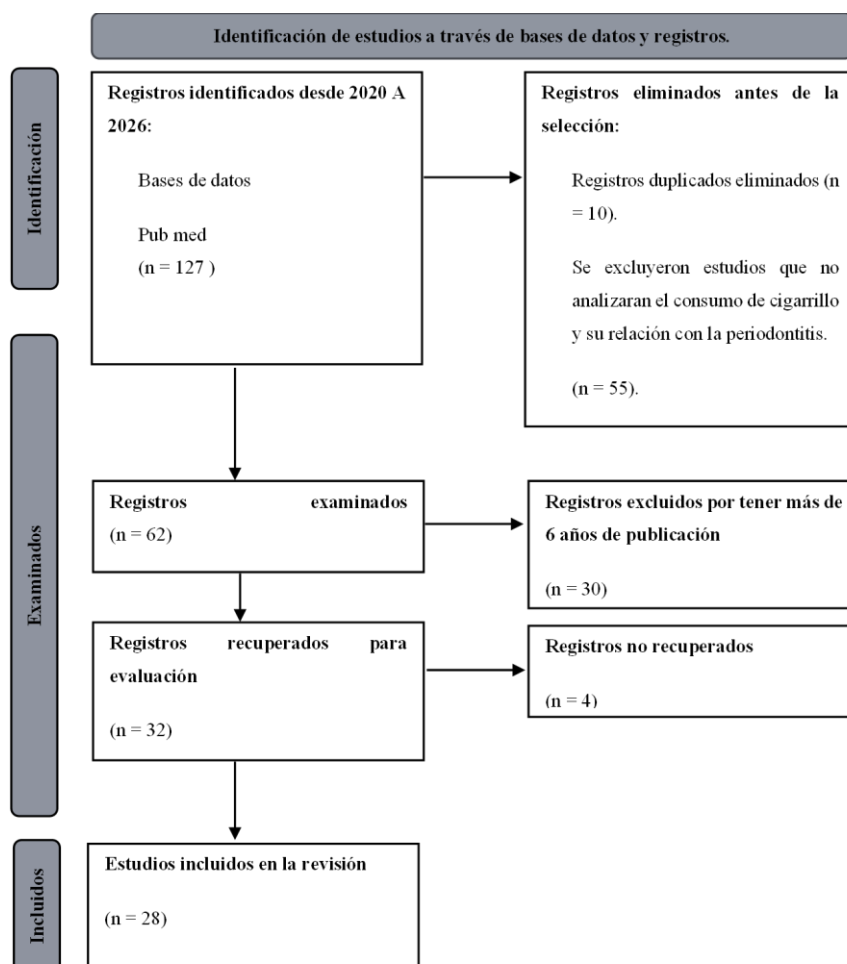 Identificación de estudios a través de bases de datos y registros.
Identificación
Registros identificados desde 2020 A
2026:
Bases de datos
Pub med
(n = 127 )
Registros eliminados antes de la
selección:
Registros duplicados eliminados (n
= 10).
Se excluyeron estudios que no
analizaran el consumo de cigarrillo
y su relación con la periodontitis.
(n = 55).
Examinados
Registros examinados
(n = 62)
Registros excluidos por tener más de
6 años de publicación
(n = 30)
Registros recuperados para
evaluación
(n = 32)
Registros no recuperados
(n = 4)
Incluidos
Estudios incluidos en la revisión
(n = 28)